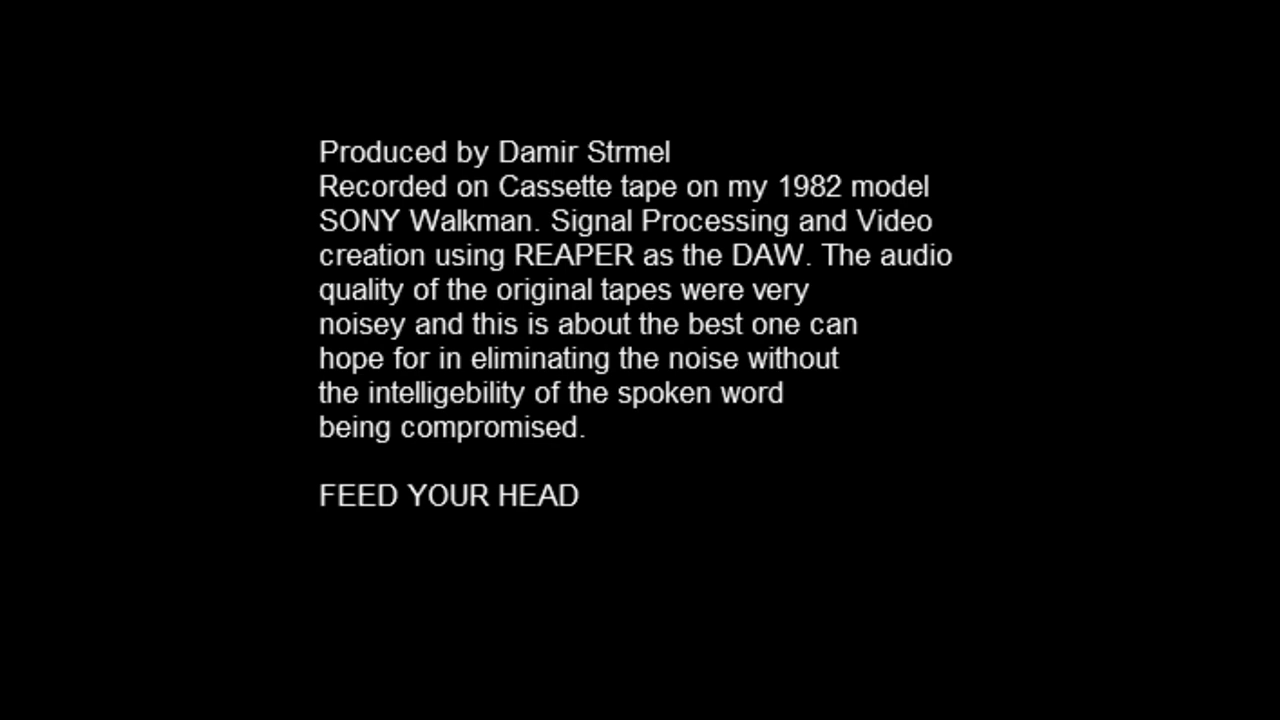 Produced by Damir Strmel
Recorded on Cassette tape on my 1982 model
SONY Walkman. Signal Processing and Video
creation using REAPER as the DAW. The audio
quality of the original tapes were very
noisey and this is about the best one can
hope for in eliminating the noise without
the intelligebility of the spoken word
being compromised.
FEED YOUR HEAD